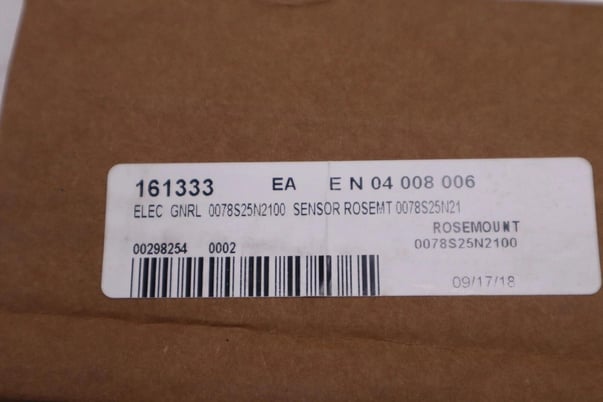 161333 EA E N 04 008 006
ELEC GNRL 0078S25N2100 SENSOR ROSEMT 0078S25N21
ROSEMOUNT
00298254 0002 0078S25N2100
09/17/18